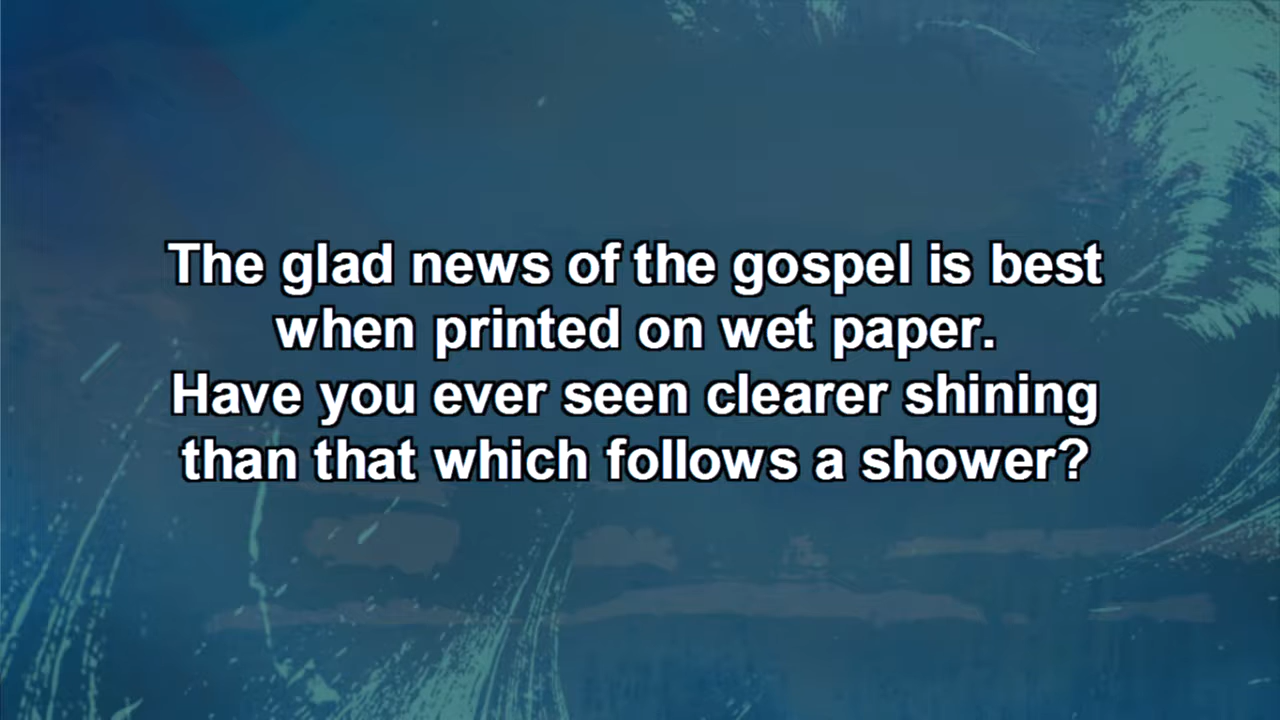 The glad news of the gospel is best
when printed on wet paper.
Have you ever seen clearer shining
than that which follows a shower?